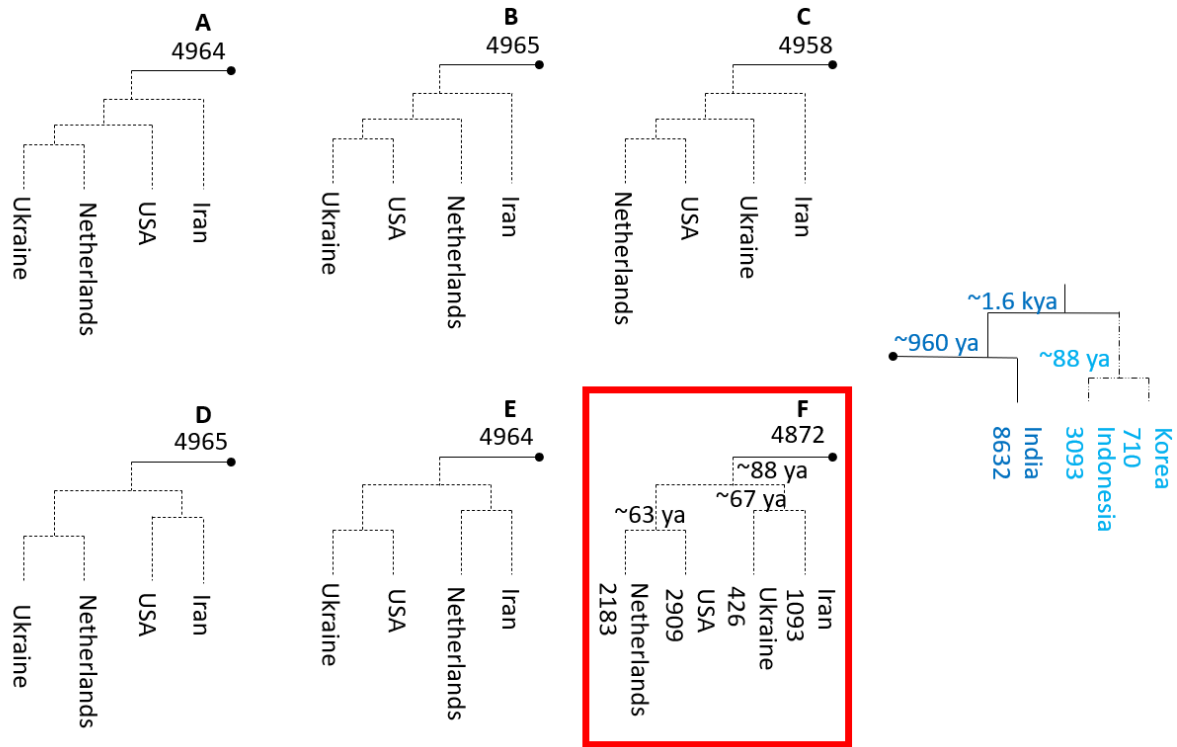 A
4964
Ukraine
Netherlands
USA
Iran
B
4965
Ukraine
USA
Netherlands
Iran
C
4958
Netherlands
USA
Ukraine
Iran
D
4965
Ukraine
Netherlands
USA
Iran
E
4964
Ukraine
USA
Netherlands
Iran
F
4872
~88 ya
~67 ya
~63 ya
Netherlands
2183
USA
2909
Ukraine
426
Iran
1093
~1.6 kya
~960 ya
~88 ya
India
8632
Indonesia
3093
Korea
710